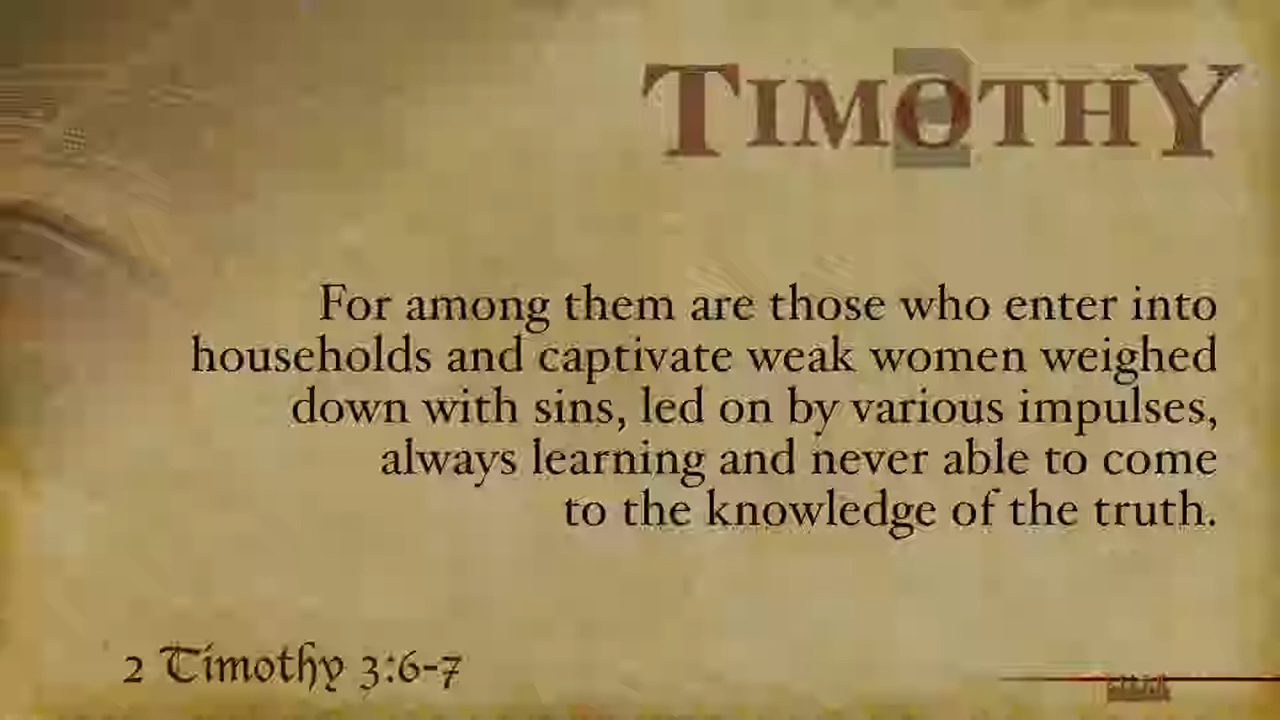 2
TIMOTHY
For among them are those who enter into
households and captivate weak women weighed
down with sins, led on by various impulses,
always learning and never able to come
to the knowledge of the truth.
2 Timothy 3:6-7